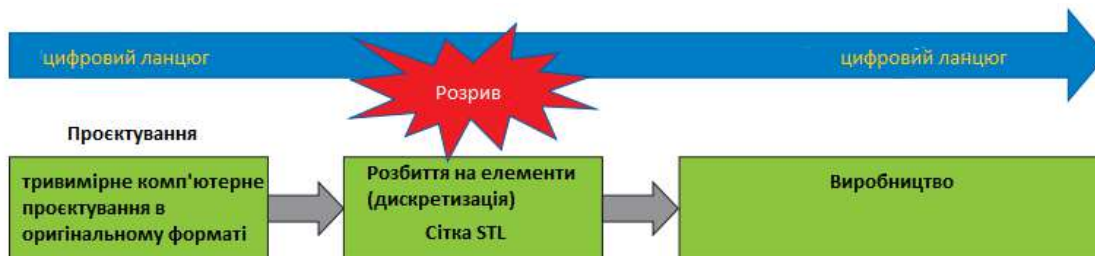 цифровий ланцюг
цифровий ланцюг
Розрив
Проєктування
тривимірне комп'ютерне
проєктування в
оригінальному форматі
Розбиття на елементи
(дискретизація)
Сітка STL
Виробництво